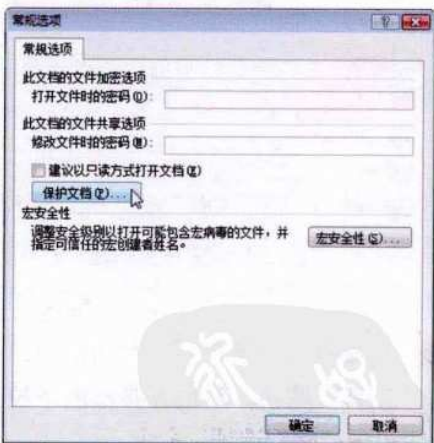 常规选项
常规选项
此文档的文件加密选项
打开文件时的密码(O):
此文档的文件共享选项
修改文件时的密码(M):
建议以只读方式打开文档(E)
保护文档(P)...
宏安全性
调整安全级别以打开可能包含宏病毒的文件，并
指定可信任的宏创建者姓名。
宏安全性(S)...
确定
取消